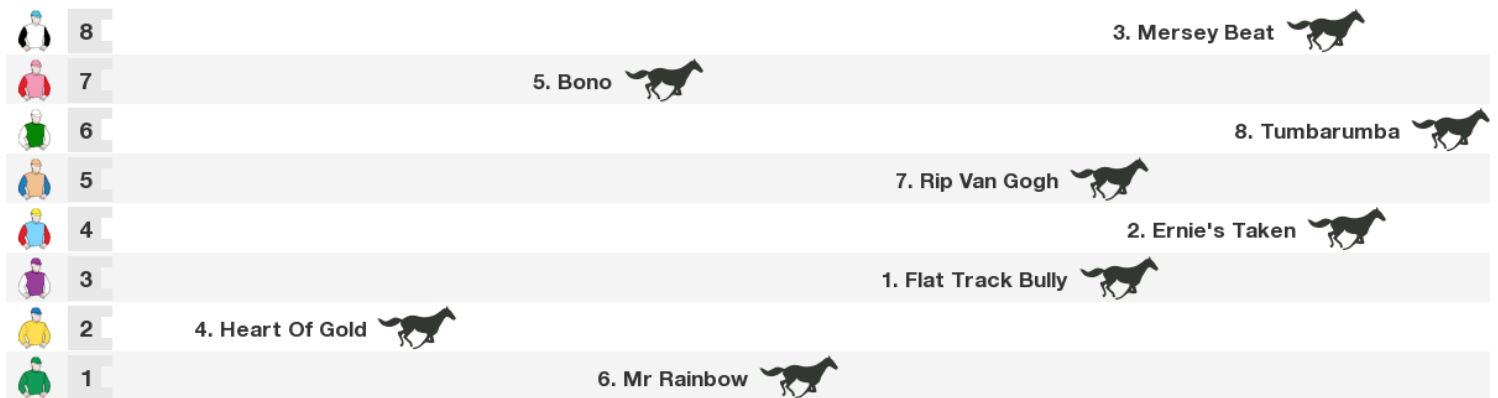 8 3. Mersey Beat
7 5. Bono
6 8. Tumbarumba
5 7. Rip Van Gogh
4 2. Ernie's Taken
3 1. Flat Track Bully
2 4. Heart Of Gold
1 6. Mr Rainbow